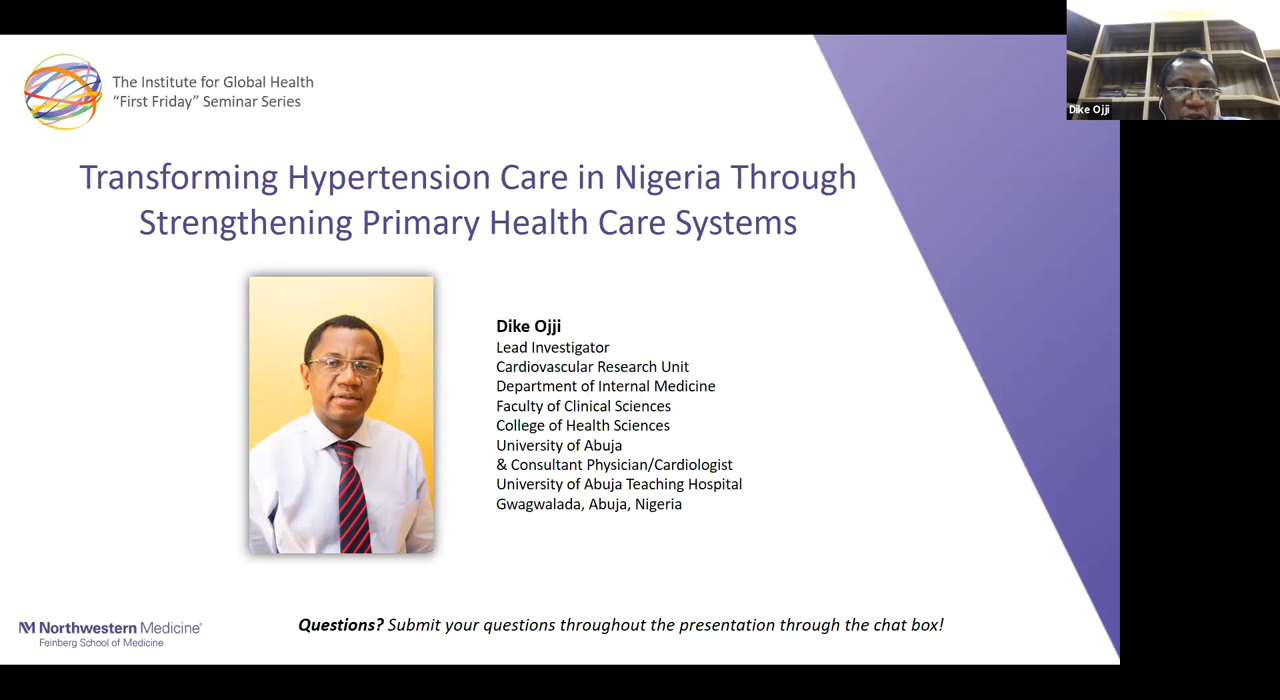 The Institute for Global Health
“First Friday” Seminar Series
Dike Ojji
Transforming Hypertension Care in Nigeria Through
Strengthening Primary Health Care Systems
Dike Ojji
Lead Investigator
Cardiovascular Research Unit
Department of Internal Medicine
Faculty of Clinical Sciences
College of Health Sciences
University of Abuja
& Consultant Physician/Cardiologist
University of Abuja Teaching Hospital
Gwagwalada, Abuja, Nigeria
Northwestern Medicine®
Feinberg School of Medicine
Questions? Submit your questions throughout the presentation through the chat box!